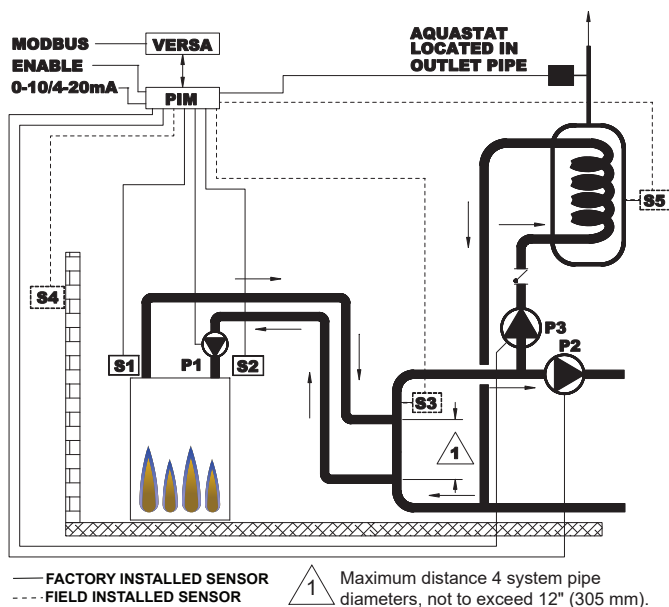 MODBUS
VERSA
ENABLE
0-10/4-20mA
PIM
AQUASTAT
LOCATED IN
OUTLET PIPE
S5
S4
P3
P2
P1
S1
S2
S3
1
FACTORY INSTALLED SENSOR
FIELD INSTALLED SENSOR
1
Maximum distance 4 system pipe
diameters, not to exceed 12" (305 mm).